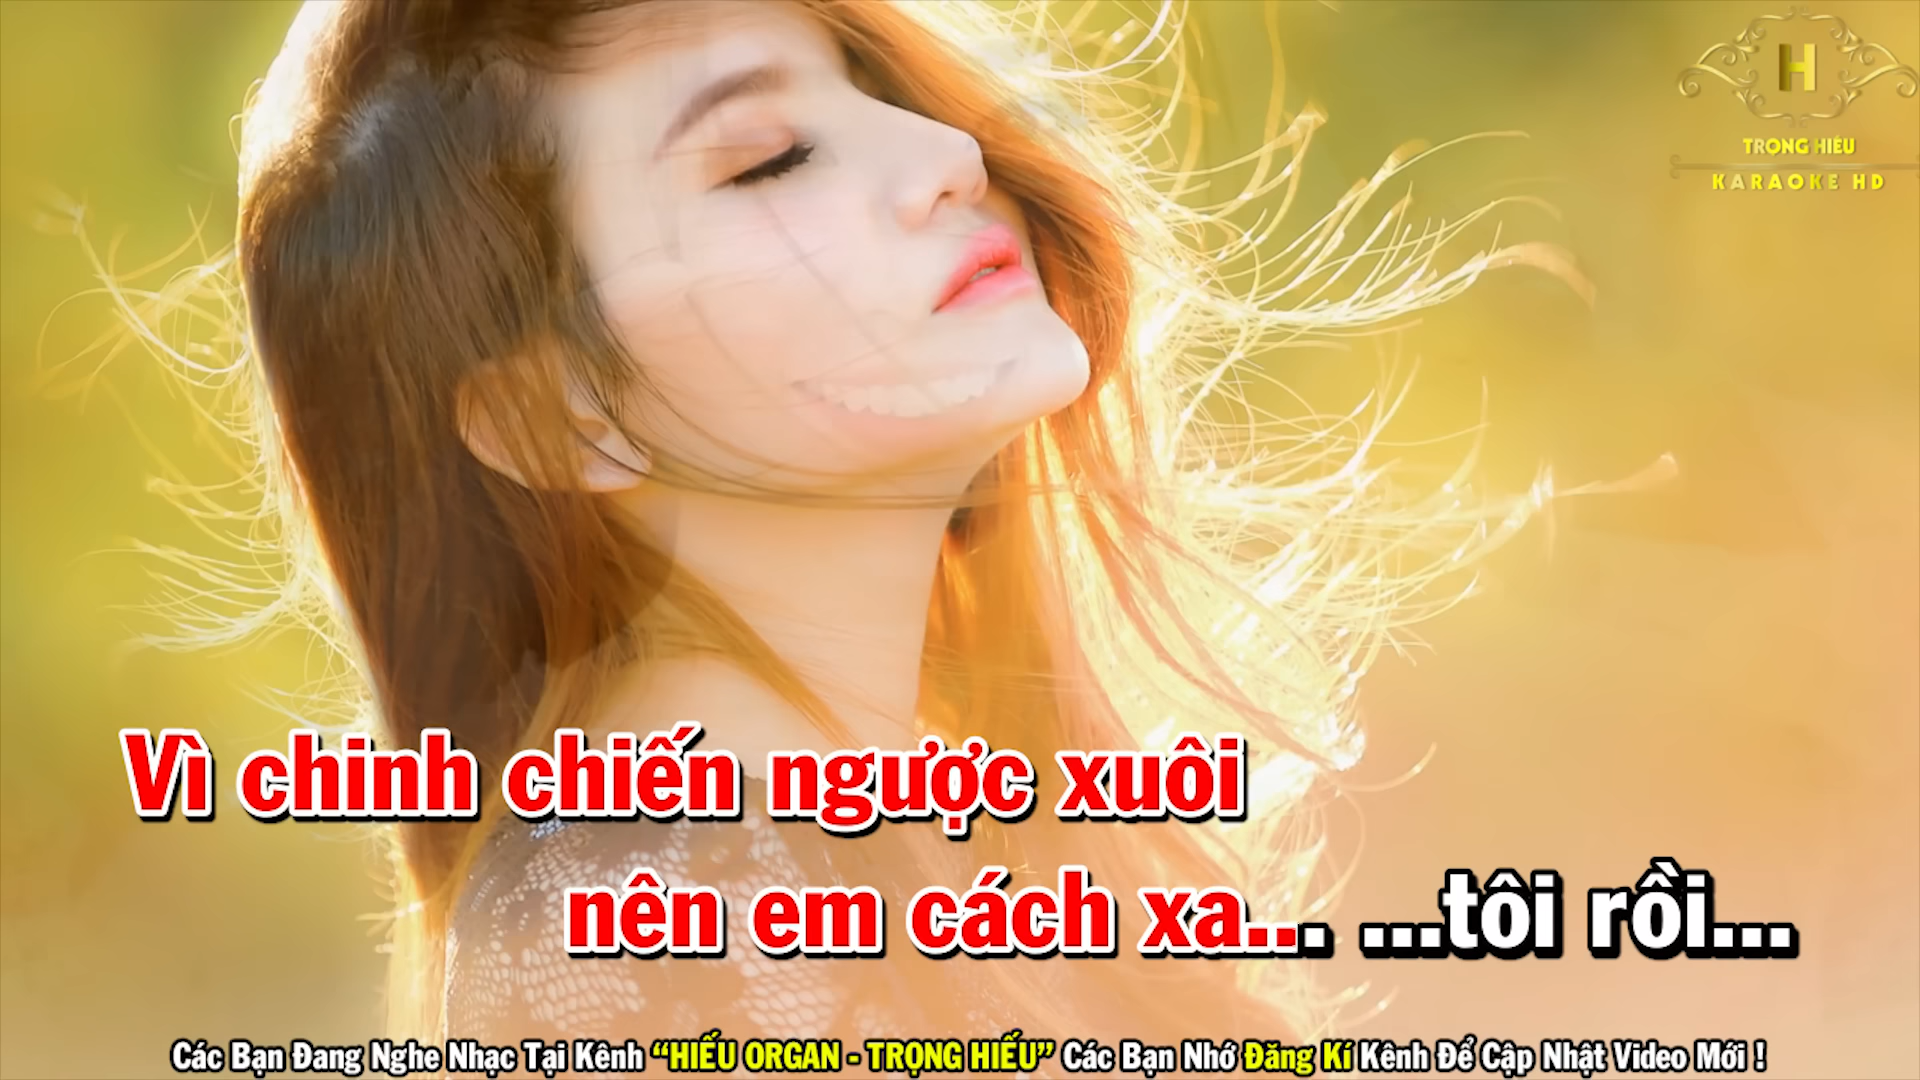 H
TRỌNG HIẾU
KARAOKE HD
Vì chinh chiến ngược xuôi
nên em cách xa... ...tôi rồi...
Các Bạn Đang Nghe Nhạc Tại Kênh “HIẾU ORGAN - TRỌNG HIẾU” Các Bạn Nhớ Đăng Kí Kênh Để Cập Nhật Video Mới !